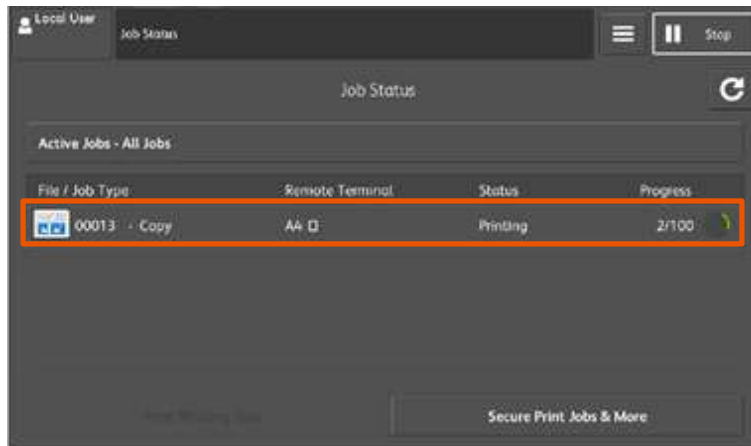 Local User
Job Status
Stop
Job Status
Active Jobs - All Jobs
File / Job Type Remote Terminal Status Progress
00013 - Copy A4 Printing 2/100
Secure Print Jobs & More